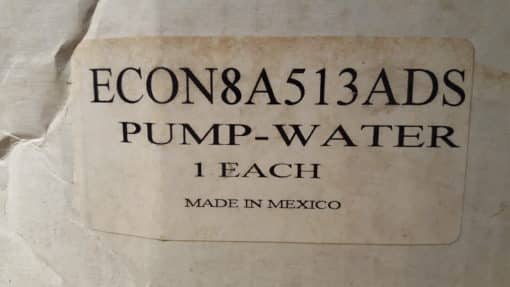 ECON8A513ADS
PUMP-WATER
1 EACH
MADE IN MEXICO